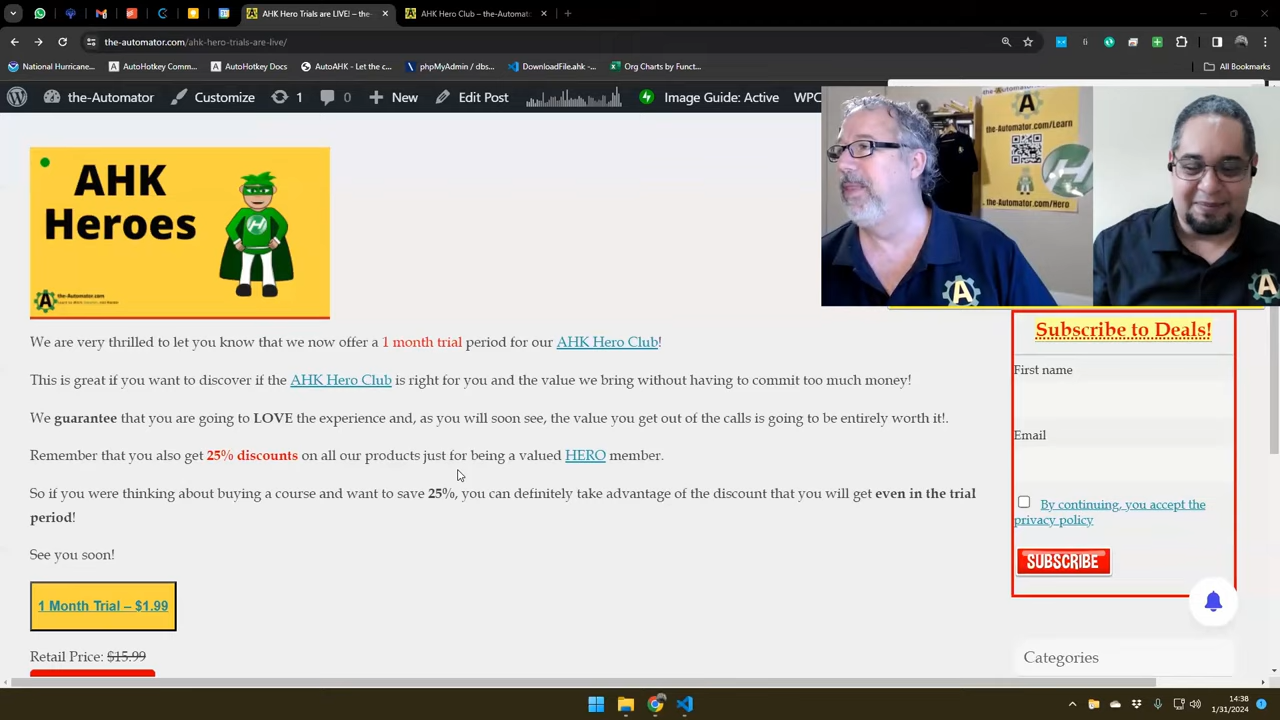 AHK Hero Trials are LIVE! – the-
AHK Hero Club – the-Automator
the-automator.com/ahk-hero-trials-are-live/
National Hurricane...
AutoHotkey Comm...
AutoHotkey Docs
AutoAHK - Let the c...
phpMyAdmin / dbs...
DownloadFile.ahk -...
Org Charts by Funct...
All Bookmarks
the-Automator
Customize
1
0
New
Edit Post
Image Guide: Active
WPC
the-Automator.com/Learn
the-Automator.com/Hero
AHK
Heroes
the-Automator.com
We are very thrilled to let you know that we now offer a 1 month trial period for our AHK Hero Club!
This is great if you want to discover if the AHK Hero Club is right for you and the value we bring without having to commit too much money!
We guarantee that you are going to LOVE the experience and, as you will soon see, the value you get out of the calls is going to be entirely worth it!.
Remember that you also get 25% discounts on all our products just for being a valued HERO member.
So if you were thinking about buying a course and want to save 25%, you can definitely take advantage of the discount that you will get even in the trial
period!
See you soon!
1 Month Trial – $1.99
Retail Price: $15.99
Subscribe to Deals!
First name
Email
By continuing, you accept the
privacy policy
SUBSCRIBE
Categories
14:38
1/31/2024